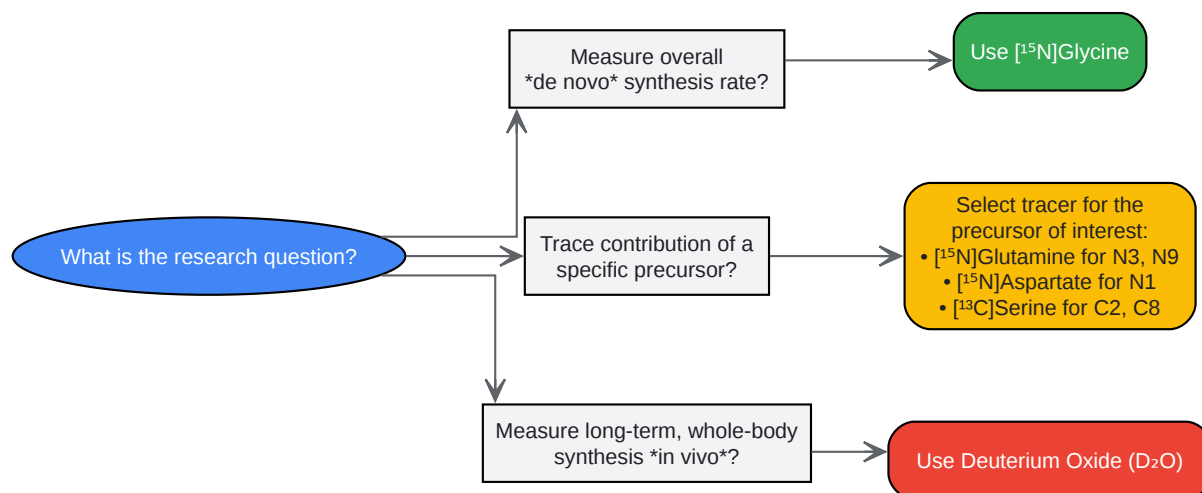 What is the research question?
Measure overall
*de novo* synthesis rate?
Use [¹⁵N]Glycine
Trace contribution of a
specific precursor?
Select tracer for the
precursor of interest:
• [¹⁵N]Glutamine for N3, N9
• [¹⁵N]Aspartate for N1
• [¹³C]Serine for C2, C8
Measure long-term, whole-body
synthesis *in vivo*?
Use Deuterium Oxide (D₂O)